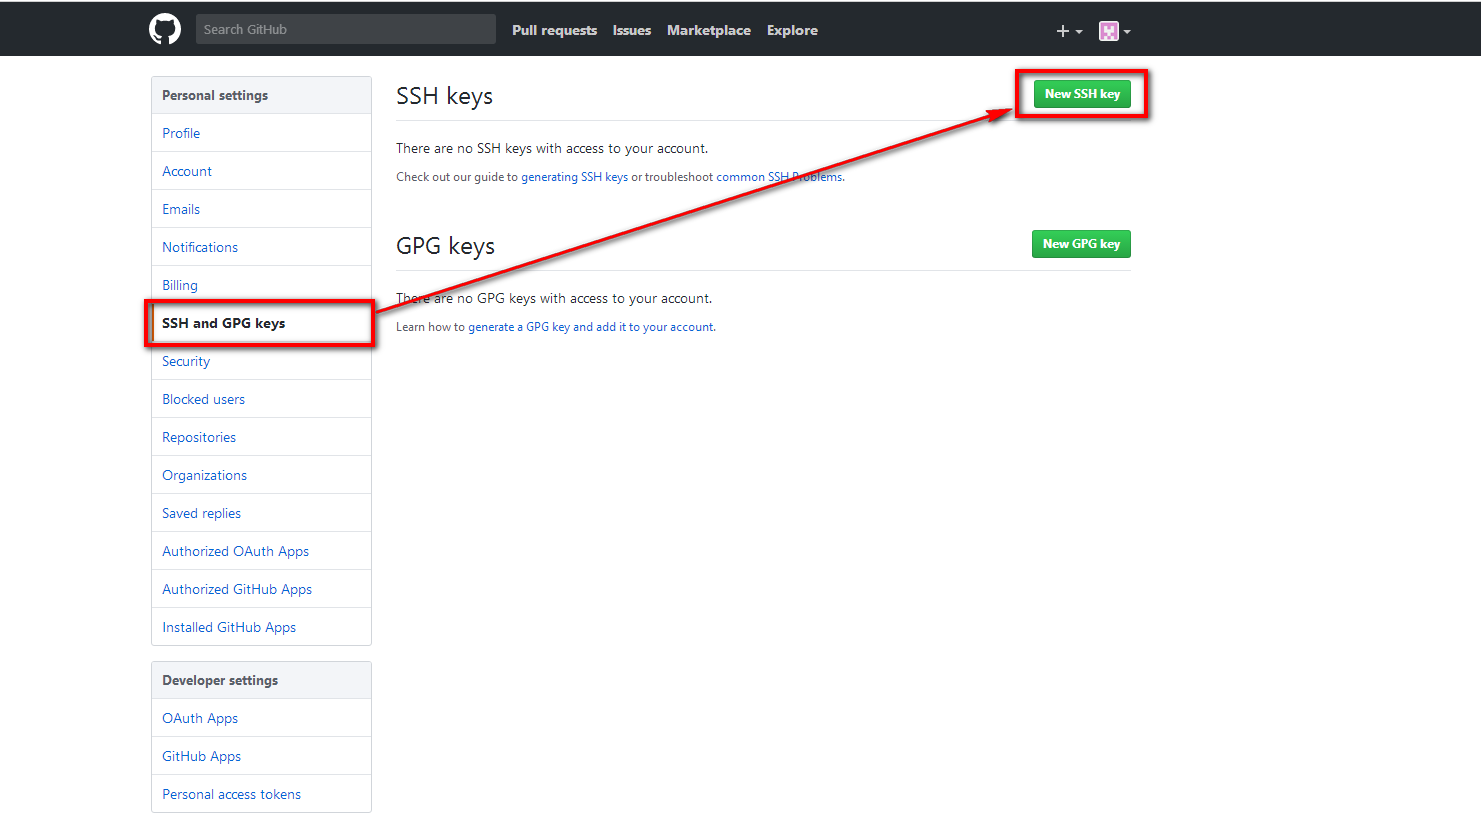 Search GitHub
Pull requests
Issues
Marketplace
Explore
Personal settings
Profile
Account
Emails
Notifications
Billing
SSH and GPG keys
Security
Blocked users
Repositories
Organizations
Saved replies
Authorized OAuth Apps
Authorized GitHub Apps
Installed GitHub Apps
Developer settings
OAuth Apps
GitHub Apps
Personal access tokens
SSH keys
New SSH key
There are no SSH keys with access to your account.
Check out our guide to generating SSH keys or troubleshoot common SSH Problems.
GPG keys
New GPG key
There are no GPG keys with access to your account.
Learn how to generate a GPG key and add it to your account.